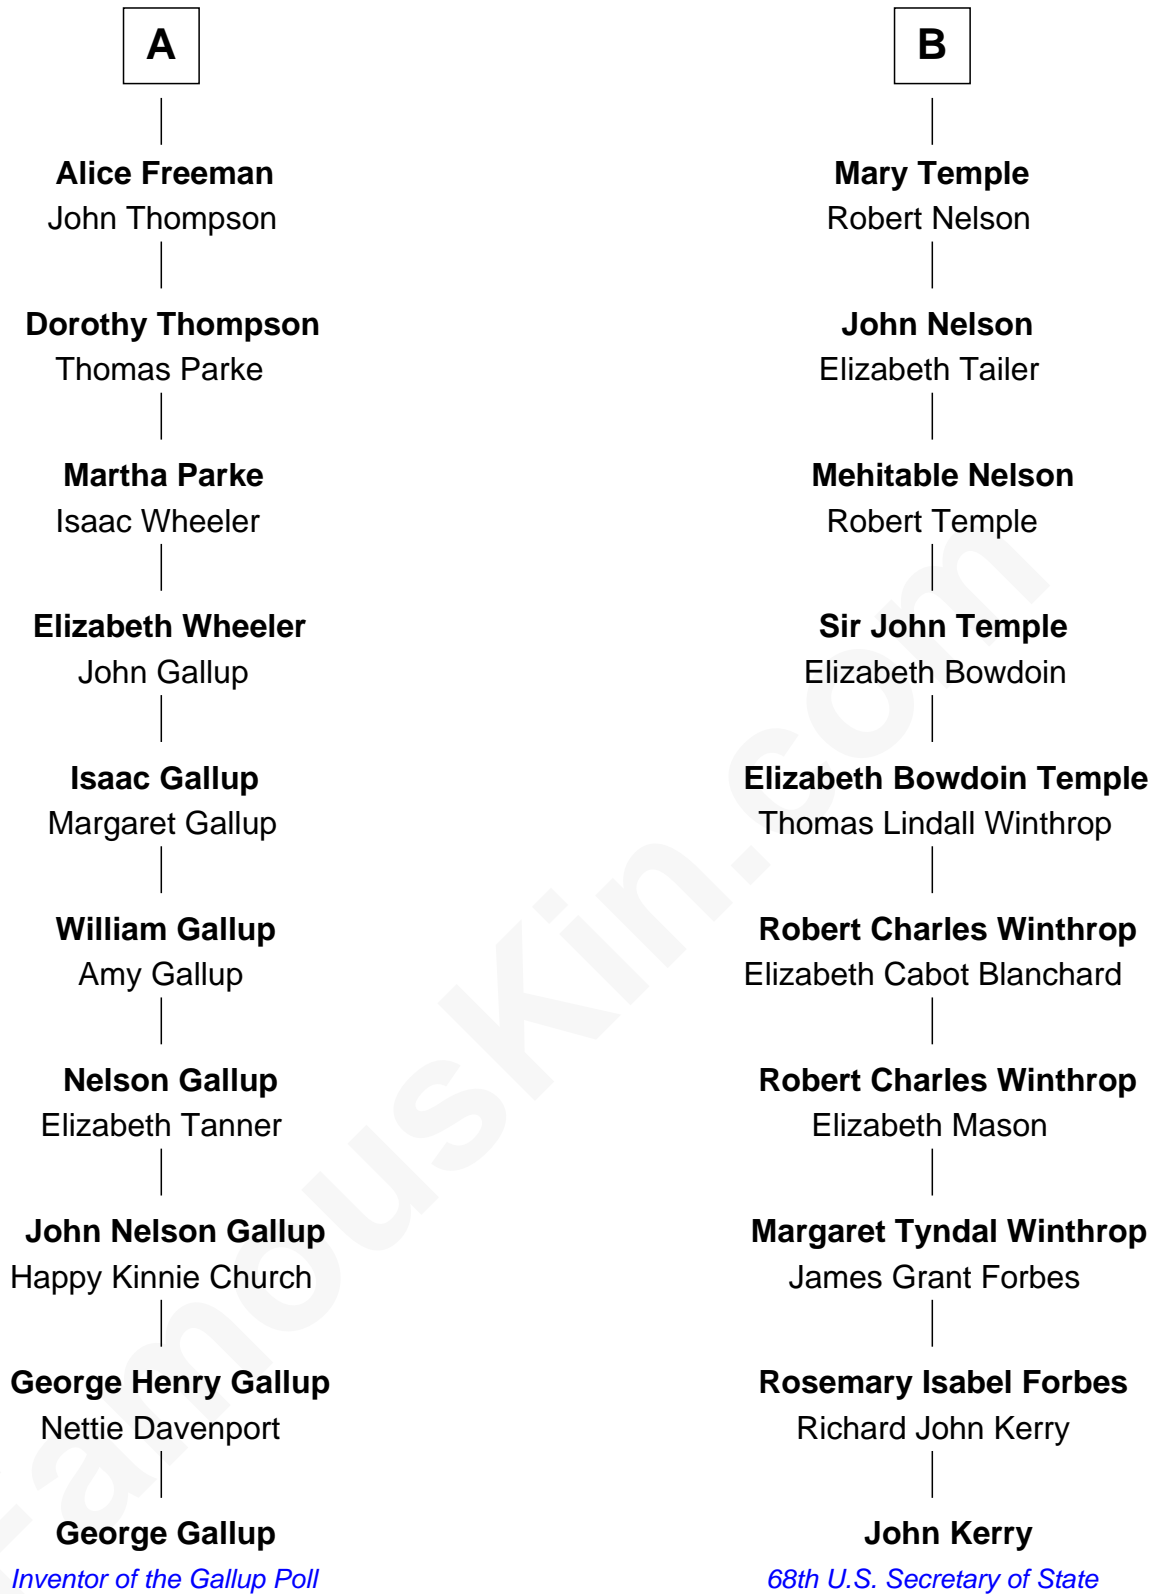 A
Alice Freeman
John Thompson
Dorothy Thompson
Thomas Parke
Martha Parke
Isaac Wheeler
Elizabeth Wheeler
John Gallup
Isaac Gallup
Margaret Gallup
William Gallup
Amy Gallup
Nelson Gallup
Elizabeth Tanner
John Nelson Gallup
Happy Kinnie Church
George Henry Gallup
Nettie Davenport
George Gallup
Inventor of the Gallup Poll
B
Mary Temple
Robert Nelson
John Nelson
Elizabeth Tailer
Mehitable Nelson
Robert Temple
Sir John Temple
Elizabeth Bowdoin
Elizabeth Bowdoin Temple
Thomas Lindall Winthrop
Robert Charles Winthrop
Elizabeth Cabot Blanchard
Robert Charles Winthrop
Elizabeth Mason
Margaret Tyndal Winthrop
James Grant Forbes
Rosemary Isabel Forbes
Richard John Kerry
John Kerry
68th U.S. Secretary of State
FamousKin.com